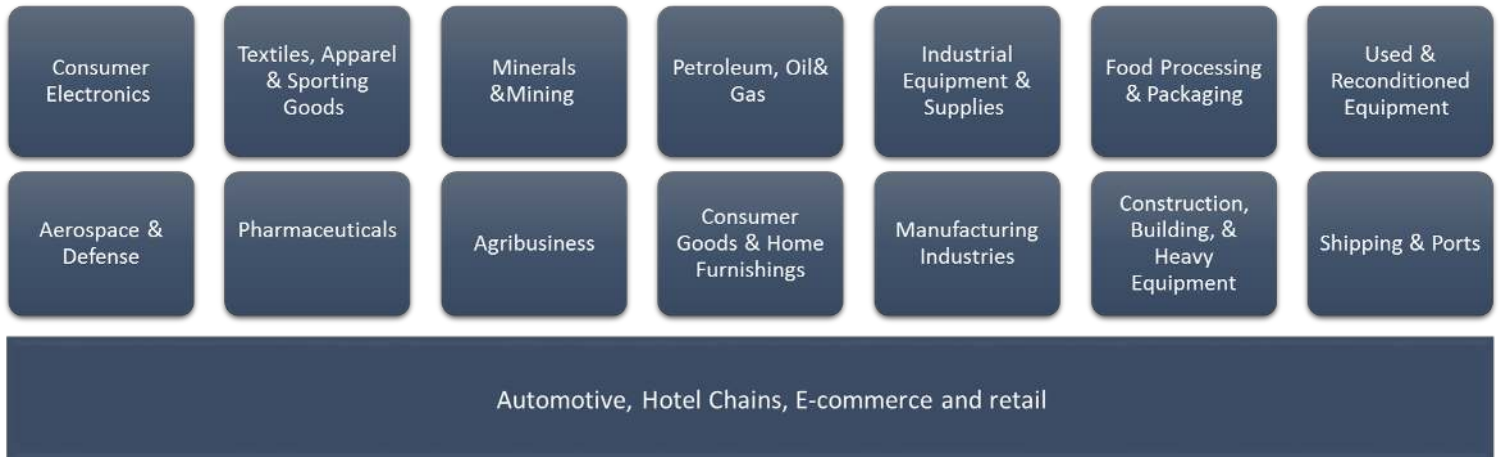 Consumer
Electronics
Textiles, Apparel
& Sporting
Goods
Minerals
&Mining
Petroleum, Oil&
Gas
Industrial
Equipment &
Supplies
Food Processing
& Packaging
Used &
Reconditioned
Equipment
Aerospace &
Defense
Pharmaceuticals
Agribusiness
Consumer
Goods & Home
Furnishings
Manufacturing
Industries
Construction,
Building, &
Heavy
Equipment
Shipping & Ports
Automotive, Hotel Chains, E-commerce and retail